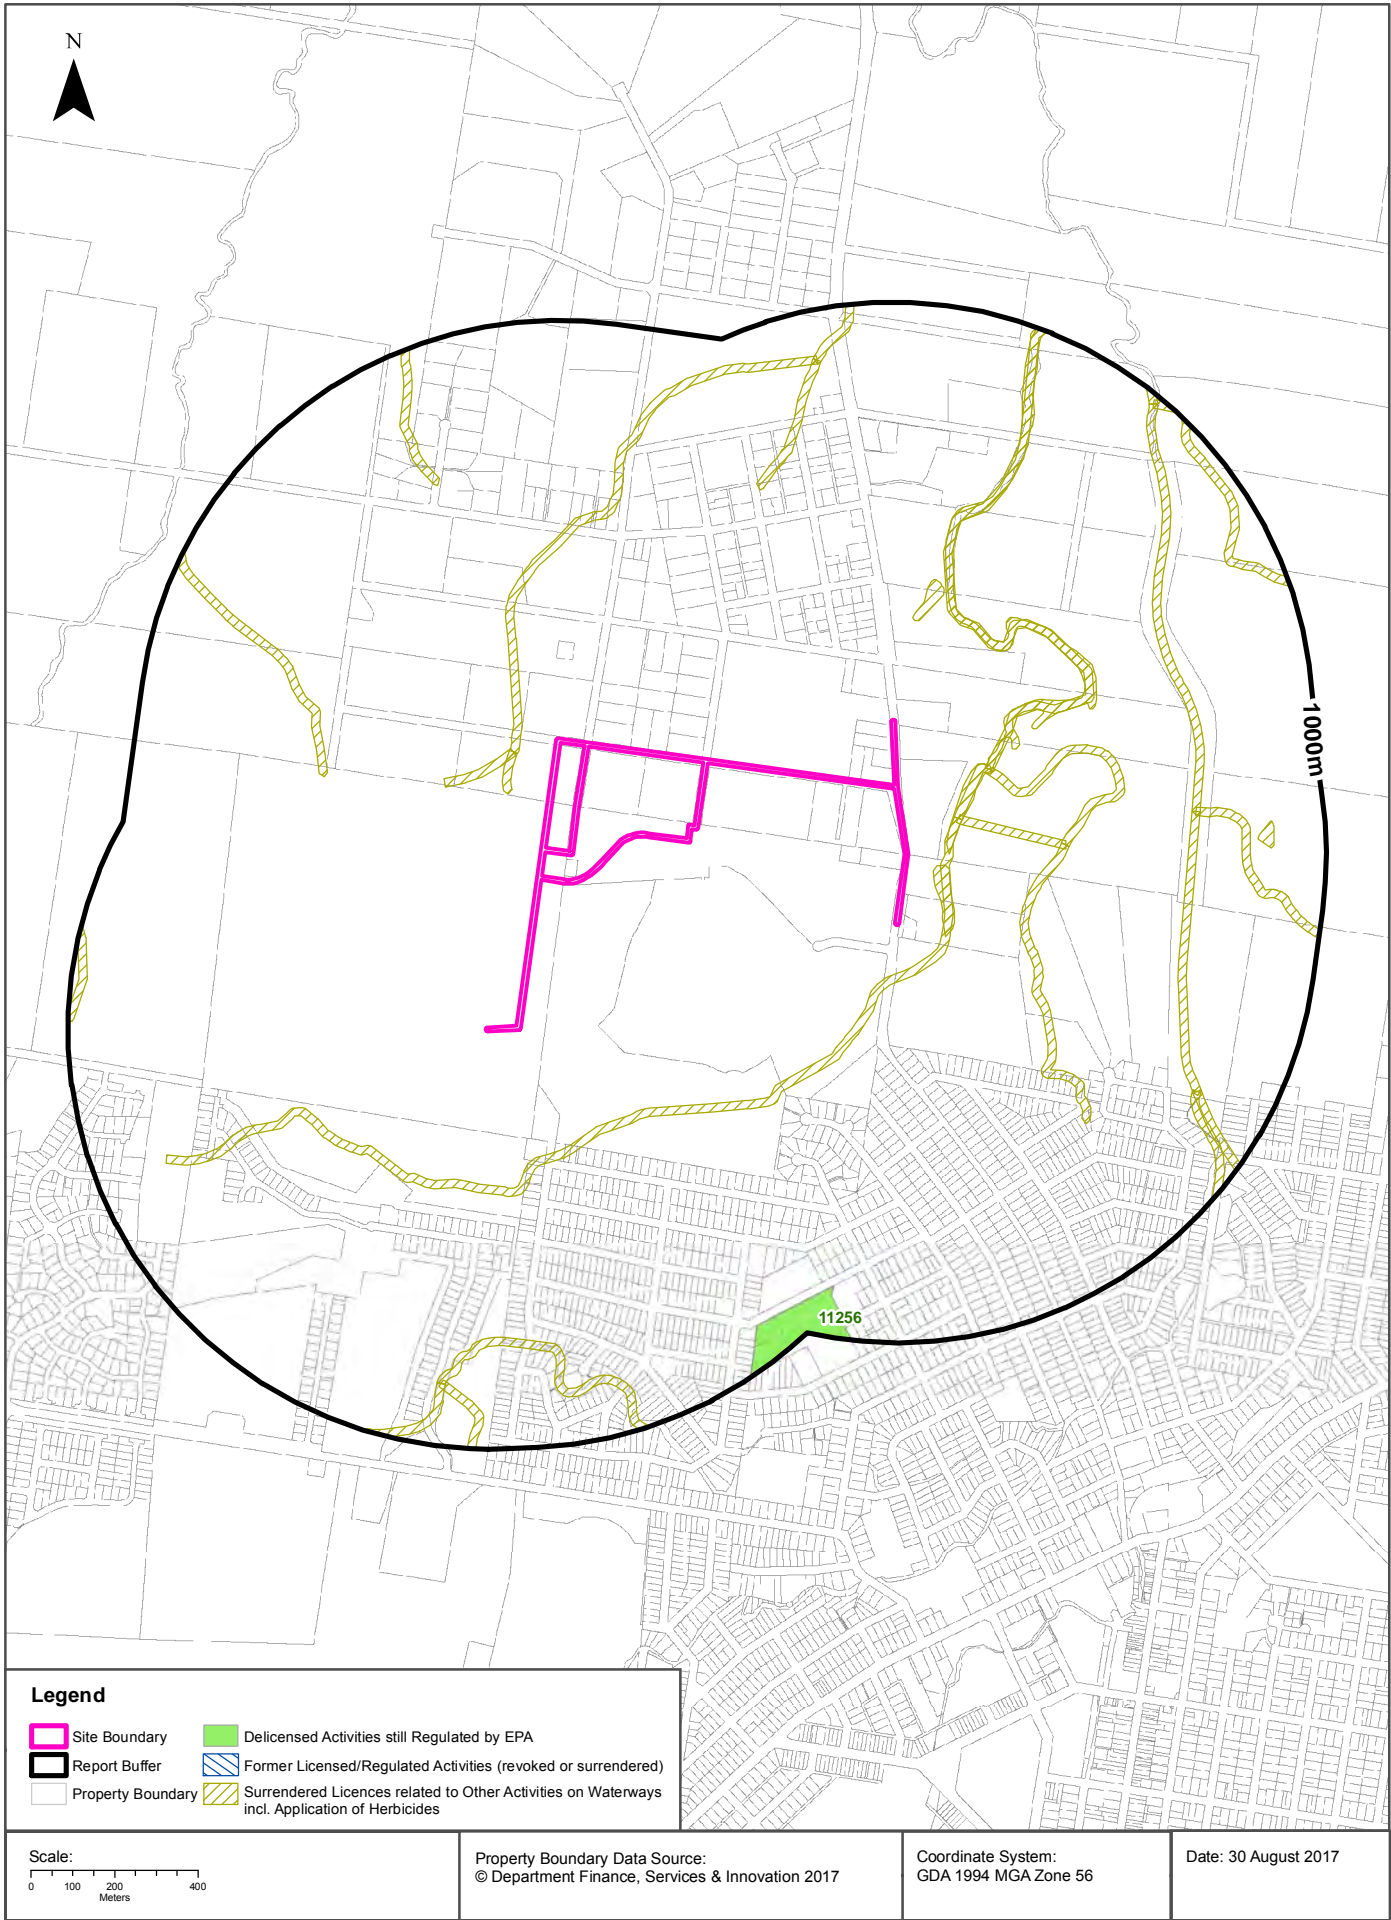 N
1000m
11256
Legend
Site Boundary
Report Buffer
Property Boundary
Delicensed Activities still Regulated by EPA
Former Licensed/Regulated Activities (revoked or surrendered)
Surrendered Licences related to Other Activities on Waterways
incl. Application of Herbicides
Scale:
0 100 200 400
Meters
Property Boundary Data Source:
© Department Finance, Services & Innovation 2017
Coordinate System:
GDA 1994 MGA Zone 56
Date: 30 August 2017